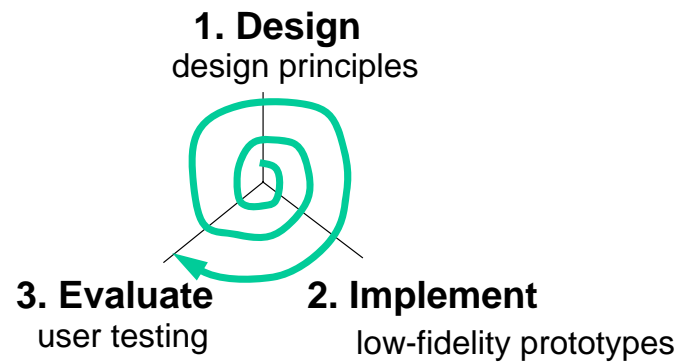 1. Design
design principles
3. Evaluate
user testing
2. Implement
low-fidelity prototypes